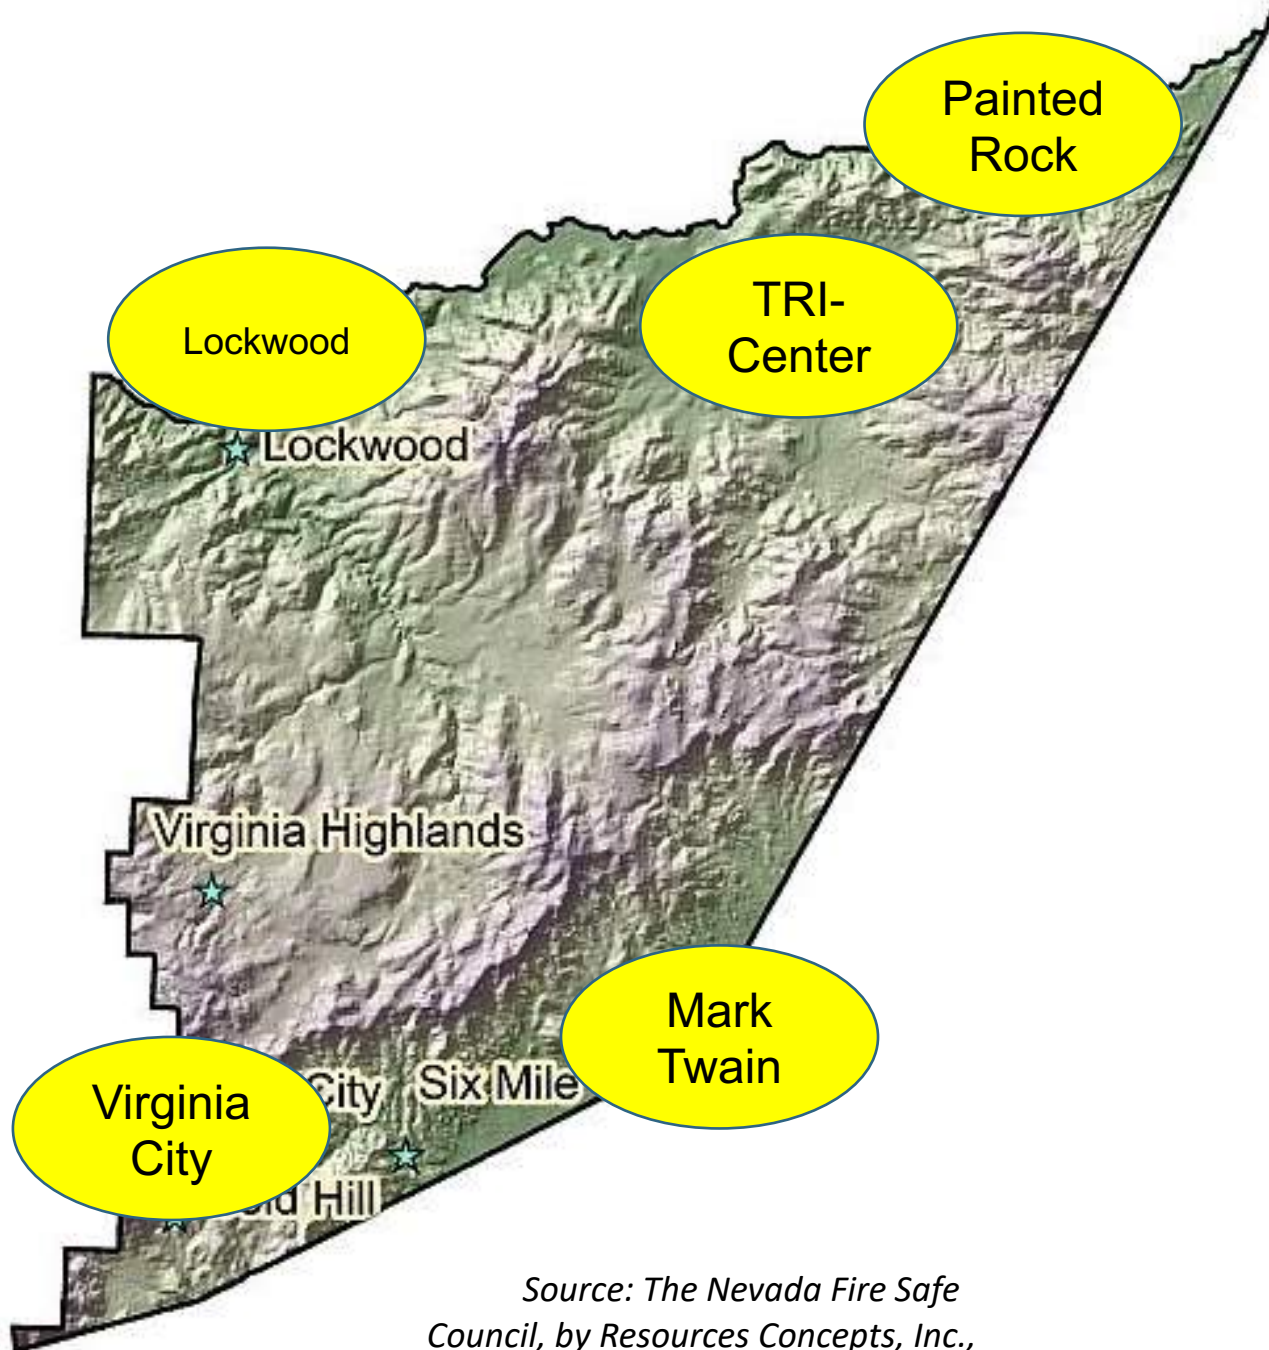 Painted
Rock
TRI-
Center
Lockwood
Lockwood
Virginia Highlands
Mark
Twain
City
Six Mile
Virginia
City
Hill
Source: The Nevada Fire Safe
Council, by Resources Concepts, Inc.,